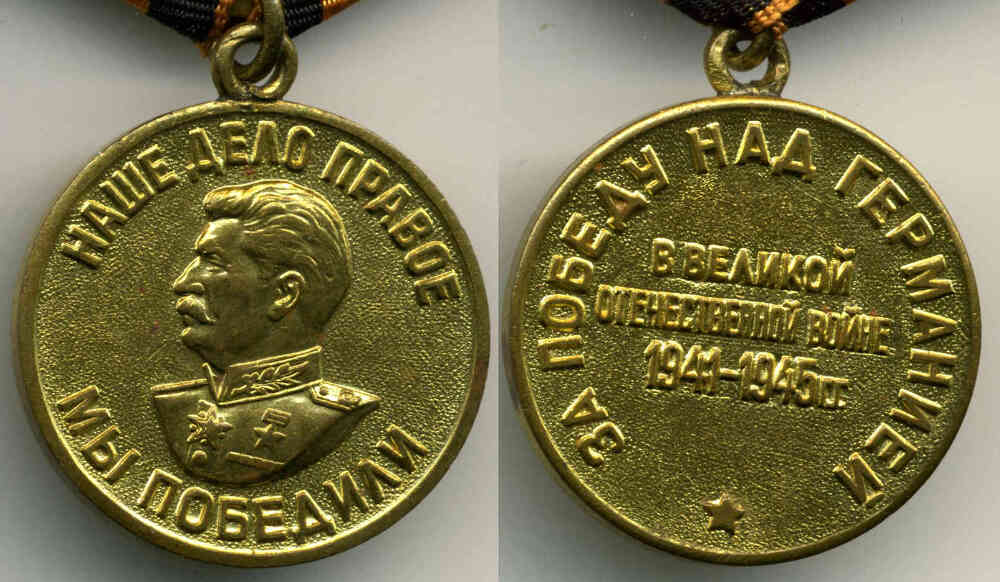 НАШЕ ДЕЛО ПРАВОЕ
МЫ ПОБЕДИЛИ
ЗА ПОБЕДУ НАД ГЕРМАНИЕЙ
В ВЕЛИКОЙ
ОТЕЧЕСТВЕННОЙ ВОЙНЕ
1941–1945 ГГ